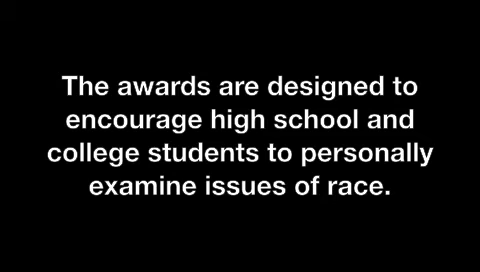 The awards are designed to
encourage high school and
college students to personally
examine issues of race.